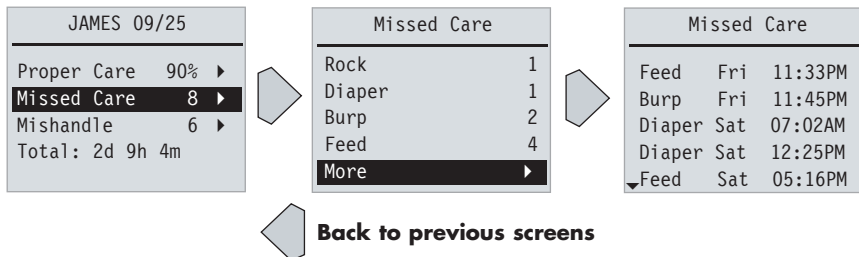 JAMES 09/25
Proper Care 90%
Missed Care 8
Mishandle 6
Total: 2d 9h 4m
Missed Care
Rock 1
Diaper 1
Burp 2
Feed 4
More
Missed Care
Feed Fri 11:33PM
Burp Fri 11:45PM
Diaper Sat 07:02AM
Diaper Sat 12:25PM
Feed Sat 05:16PM
Back to previous screens